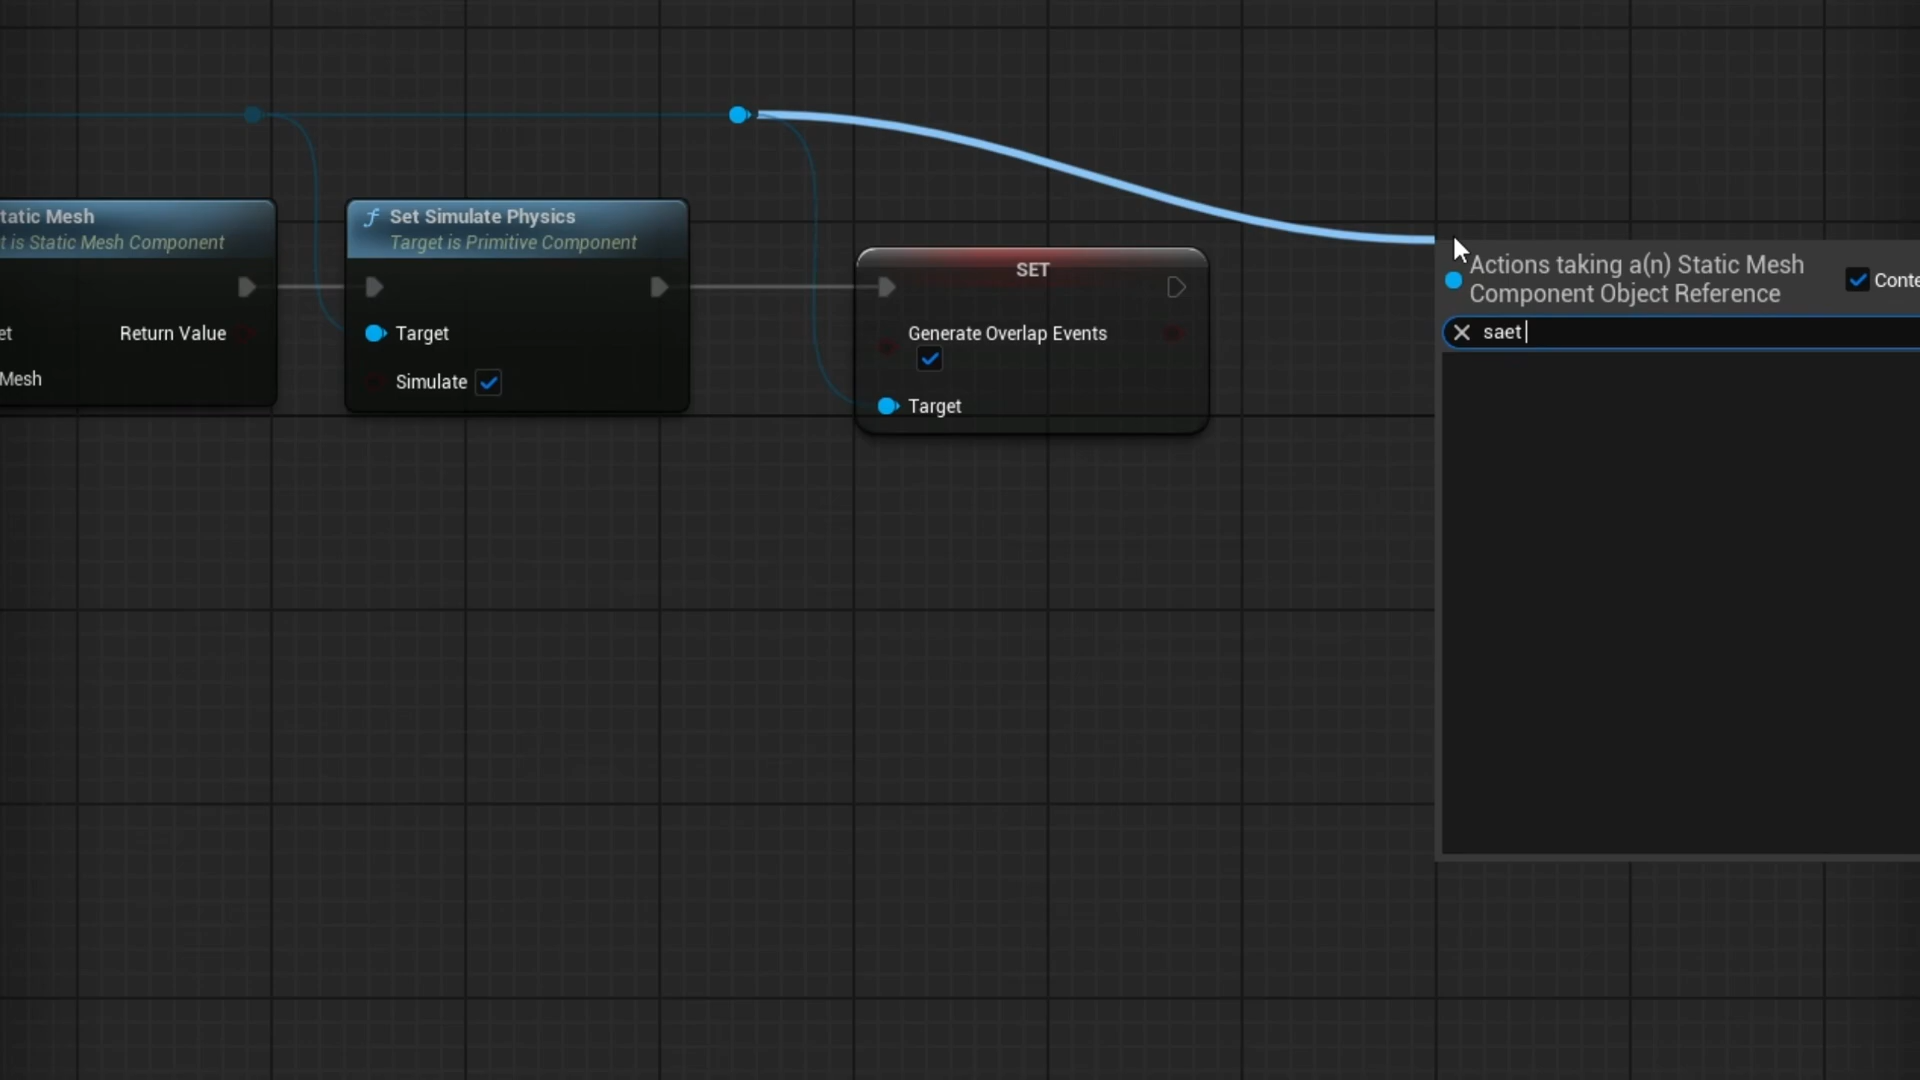 tatic Mesh
t is Static Mesh Component
et
Return Value
Mesh
f Set Simulate Physics
Target is Primitive Component
Target
Simulate
SET
Generate Overlap Events
Target
Actions taking a(n) Static Mesh
Component Object Reference
Conte
saet